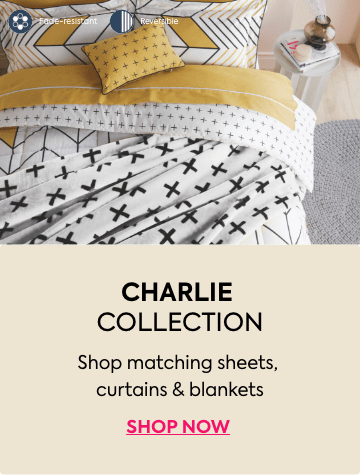 Fade-resistant
Reversible
CHARLIE
COLLECTION
Shop matching sheets,
curtains & blankets
SHOP NOW